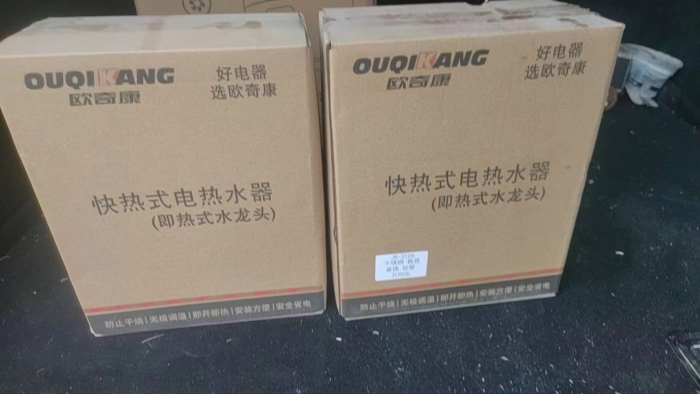 OUQIKANG
欧奇康
好电器
选欧奇康
快热式电热水器
(即热式水龙头)
防止干烧|无极调温|即开即热|安装方便|安全省电
OUQIKANG
欧奇康
好电器
选欧奇康
快热式电热水器
(即热式水龙头)
防止干烧|无极调温|即开即热|安装方便|安全省电